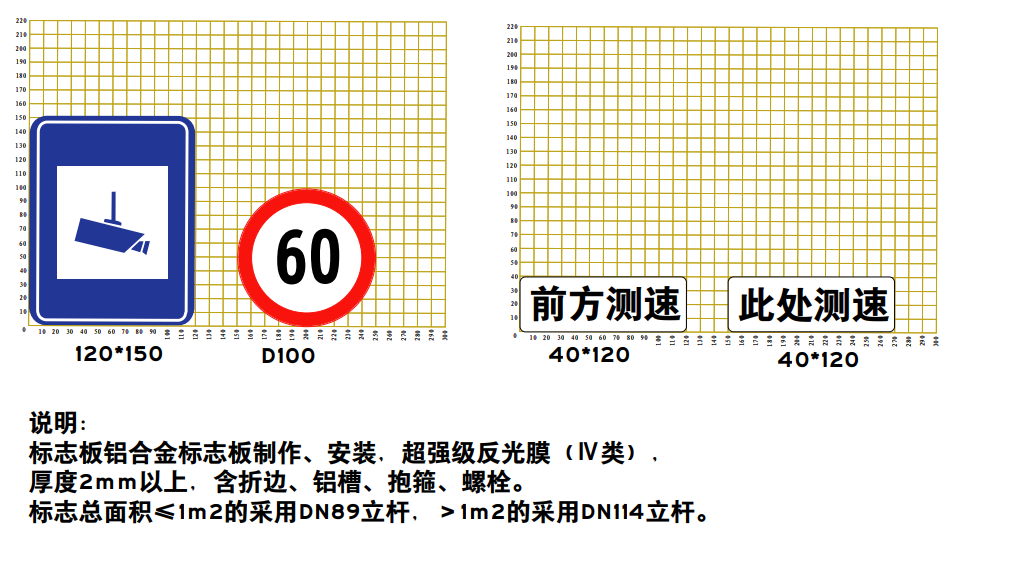 60
120*150
D100
前方测速
此处测速
40*120
40*120
说明:
标志板铝合金标志板制作、安装, 超强级反光膜（Ⅳ类）,
厚度2mm以上, 含折边、铝槽、抱箍、螺栓。
标志总面积≤1m2的采用DN89立杆, >1m2的采用DN114立杆。